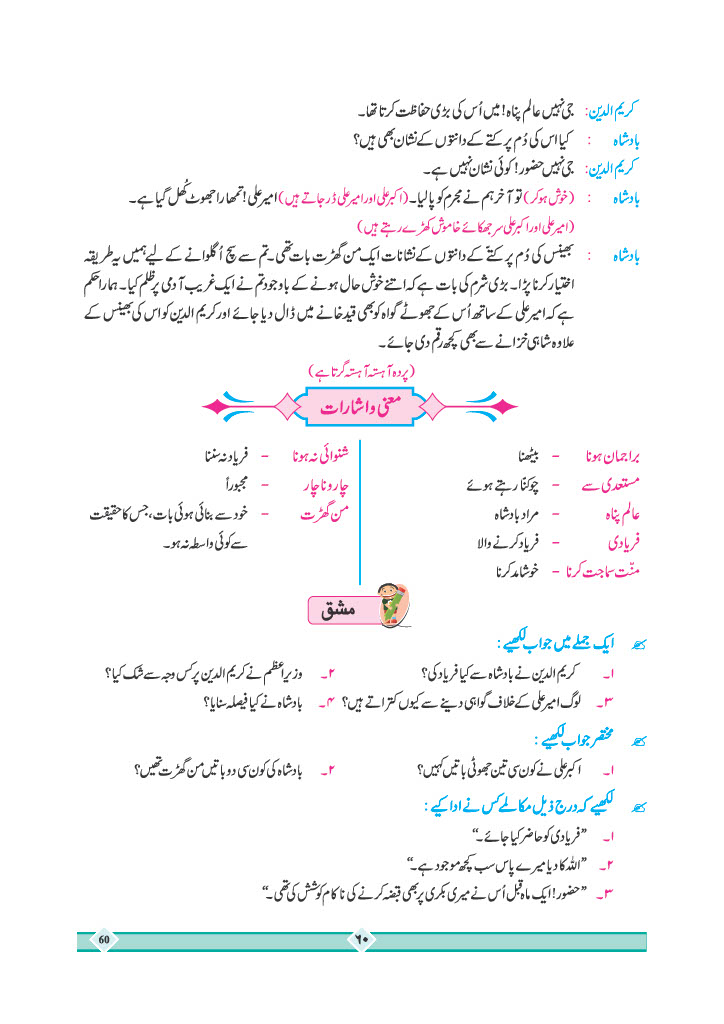 کریم الدین: جی نہیں عالم پناہ! میں اُس کی بڑی حفاظت کرتا تھا۔
بادشاہ : کیا اس کی دُم پر کتے کے دانتوں کے نشان بھی ہیں؟
کریم الدین: جی نہیں حضور! کوئی نشان نہیں ہے۔
بادشاہ : (خوش ہوکر) تو آخر ہم نے مجرم کو پالیا۔ (اکبر علی اور امیر علی ڈر جاتے ہیں) امیر علی! تمھارا جھوٹ کُھل گیا ہے۔
(امیر علی اور اکبر علی سر جھکائے خاموش کھڑے رہتے ہیں)
بادشاہ : بھینس کی دُم پر کتّے کے دانتوں کے نشانات ایک من گھڑت بات تھی۔ تم سے سچ اُگلوانے کے لیے ہمیں یہ طریقہ
اختیار کرنا پڑا۔ بڑی شرم کی بات ہے کہ اتنے خوش حال ہونے کے باوجود تم نے ایک غریب آدمی پر ظلم کیا۔ ہمارا حکم
ہے کہ امیر علی کے ساتھ اُس کے جھوٹے گواہ کو بھی قید خانے میں ڈال دیا جائے اور کریم الدین کو اس کی بھینس کے
علاوہ شاہی خزانے سے بھی کچھ رقم دی جائے۔
(پردہ آہستہ آہستہ گرتا ہے)
معنی و اشارات
براجمان ہونا – بیٹھنا
مستعدی سے – چوکنّا رہتے ہوئے
عالم پناہ – مراد بادشاہ
فریادی – فریاد کرنے والا
منّت سماجت کرنا – خوشامد کرنا
شنوائی نہ ہونا – فریاد نہ سننا
چار و ناچار – مجبوراً
من گھڑت – خود سے بنائی ہوئی بات، جس کا حقیقت
سے کوئی واسطہ نہ ہو۔
مشق
ایک جملے میں جواب لکھیے :
۱۔ کریم الدین نے بادشاہ سے کیا فریاد کی؟ ۲۔ وزیرِ اعظم نے کریم الدین پر کس وجہ سے شک کیا؟
۳۔ لوگ امیر علی کے خلاف گواہی دینے سے کیوں کتراتے ہیں؟ ۴۔ بادشاہ نے کیا فیصلہ سنایا؟
مختصر جواب لکھیے :
۱۔ اکبر علی نے کون سی تین جھوٹی باتیں کہیں؟ ۲۔ بادشاہ کی کون سی دو باتیں من گھڑت تھیں؟
لکھیے کہ درج ذیل مکالمے کس نے ادا کیے :
۱۔ ”فریادی کو حاضر کیا جائے۔“
۲۔ ”اللہ کا دیا میرے پاس سب کچھ موجود ہے۔“
۳۔ ”حضور! ایک ماہ قبل اُس نے میری بکری پر بھی قبضہ کرنے کی ناکام کوشش کی تھی۔“
۶۰
60